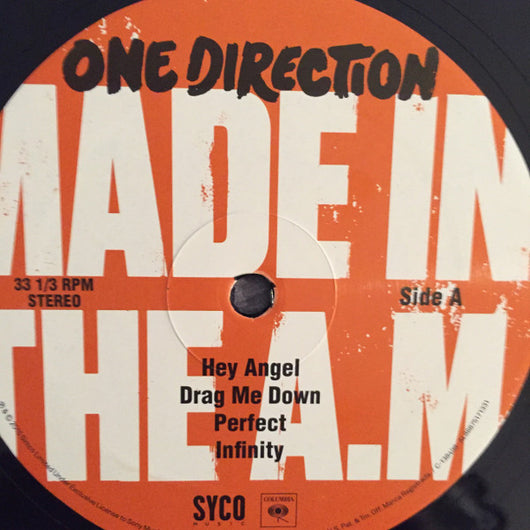 ONE DIRECTION
MADE IN
THE A.M
33 1/3 RPM
STEREO
Side A
Hey Angel
Drag Me Down
Perfect
Infinity
SYCO
MUSIC
COLUMBIA